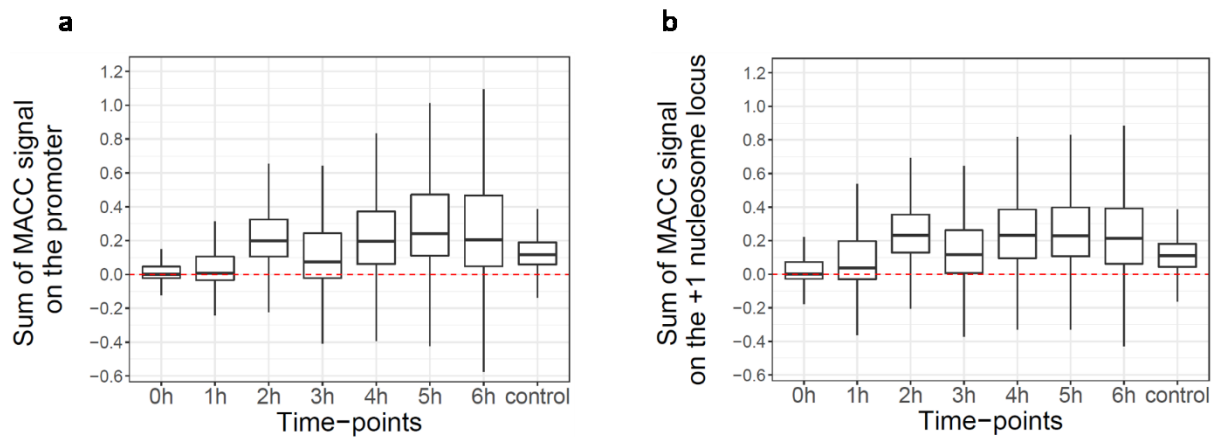 a
Sum of MACC signal
on the promoter
1.2
1.0
0.8
0.6
0.4
0.2
0.0
−0.2
−0.4
−0.6
0h 1h 2h 3h 4h 5h 6h control
Time−points
b
Sum of MACC signal
on the +1 nucleosome locus
1.2
1.0
0.8
0.6
0.4
0.2
0.0
−0.2
−0.4
−0.6
0h 1h 2h 3h 4h 5h 6h control
Time−points